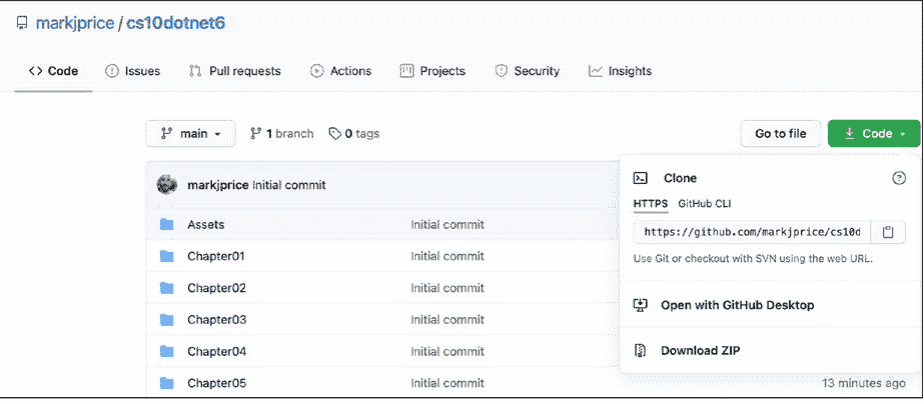 markjprice / cs10dotnet6
Code Issues Pull requests Actions Projects Security Insights
main 1 branch 0 tags Go to file Code
markjprice Initial commit
Clone
HTTPS GitHub CLI
https://github.com/markjprice/cs10d
Use Git or checkout with SVN using the web URL.
Open with GitHub Desktop
Download ZIP
Assets Initial commit
Chapter01 Initial commit
Chapter02 Initial commit
Chapter03 Initial commit
Chapter04 Initial commit
Chapter05 Initial commit 13 minutes ago